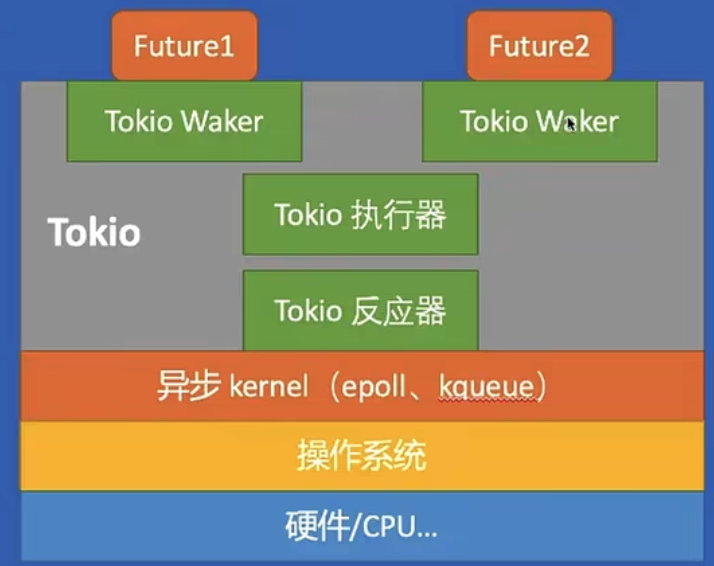 Future1
Future2
Tokio Waker
Tokio Waker
Tokio 执行器
Tokio
Tokio 反应器
异步 kernel（epoll、kqueue）
操作系统
硬件/CPU...